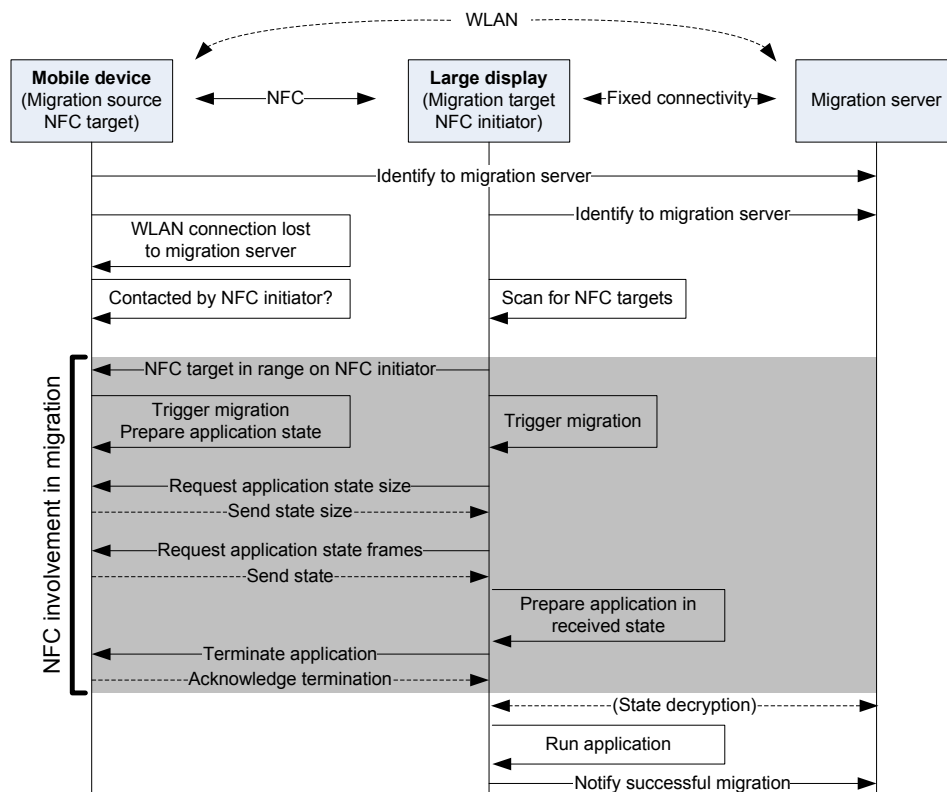 WLAN
Mobile device
(Migration source
NFC target)
NFC
Large display
(Migration target
NFC initiator)
Fixed connectivity
Migration server
Identify to migration server
Identify to migration server
WLAN connection lost
to migration server
Contacted by NFC initiator?
Scan for NFC targets
NFC involvement in migration
NFC target in range on NFC initiator
Trigger migration
Prepare application state
Trigger migration
Request application state size
Send state size
Request application state frames
Send state
Prepare application in
received state
Terminate application
Acknowledge termination
(State decryption)
Run application
Notify successful migration